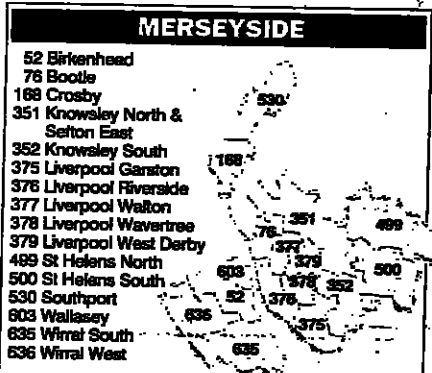 MERSEYSIDE
52 Birkenhead
76 Bootle
168 Crosby
351 Knowsley North &
Sefton East
352 Knowsley South
375 Liverpool Garston
376 Liverpool Riverside
377 Liverpool Walton
378 Liverpool Wavertree
379 Liverpool West Derby
499 St Helens North
500 St Helens South
530 Southport
603 Wallasey
635 Wirral South
636 Wirral West
530
168
351
499
76
377
379
500
603
378
352
52
376
636
375
635